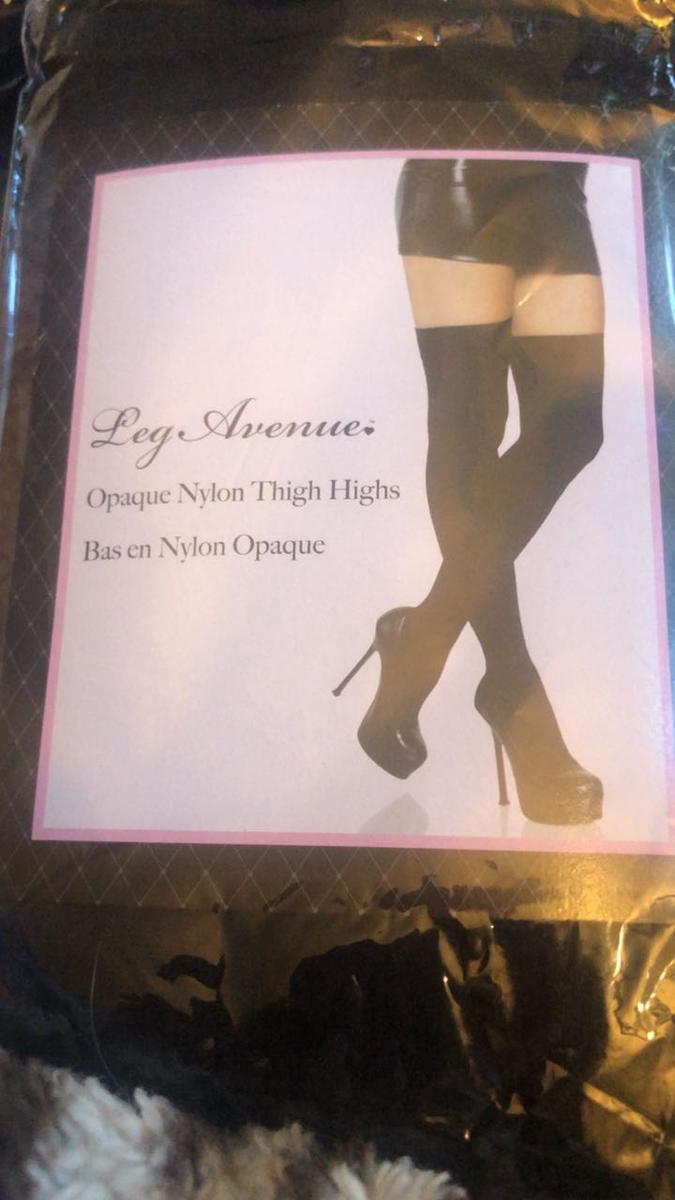 Leg Avenue
Opaque Nylon Thigh Highs
Bas en Nylon Opaque